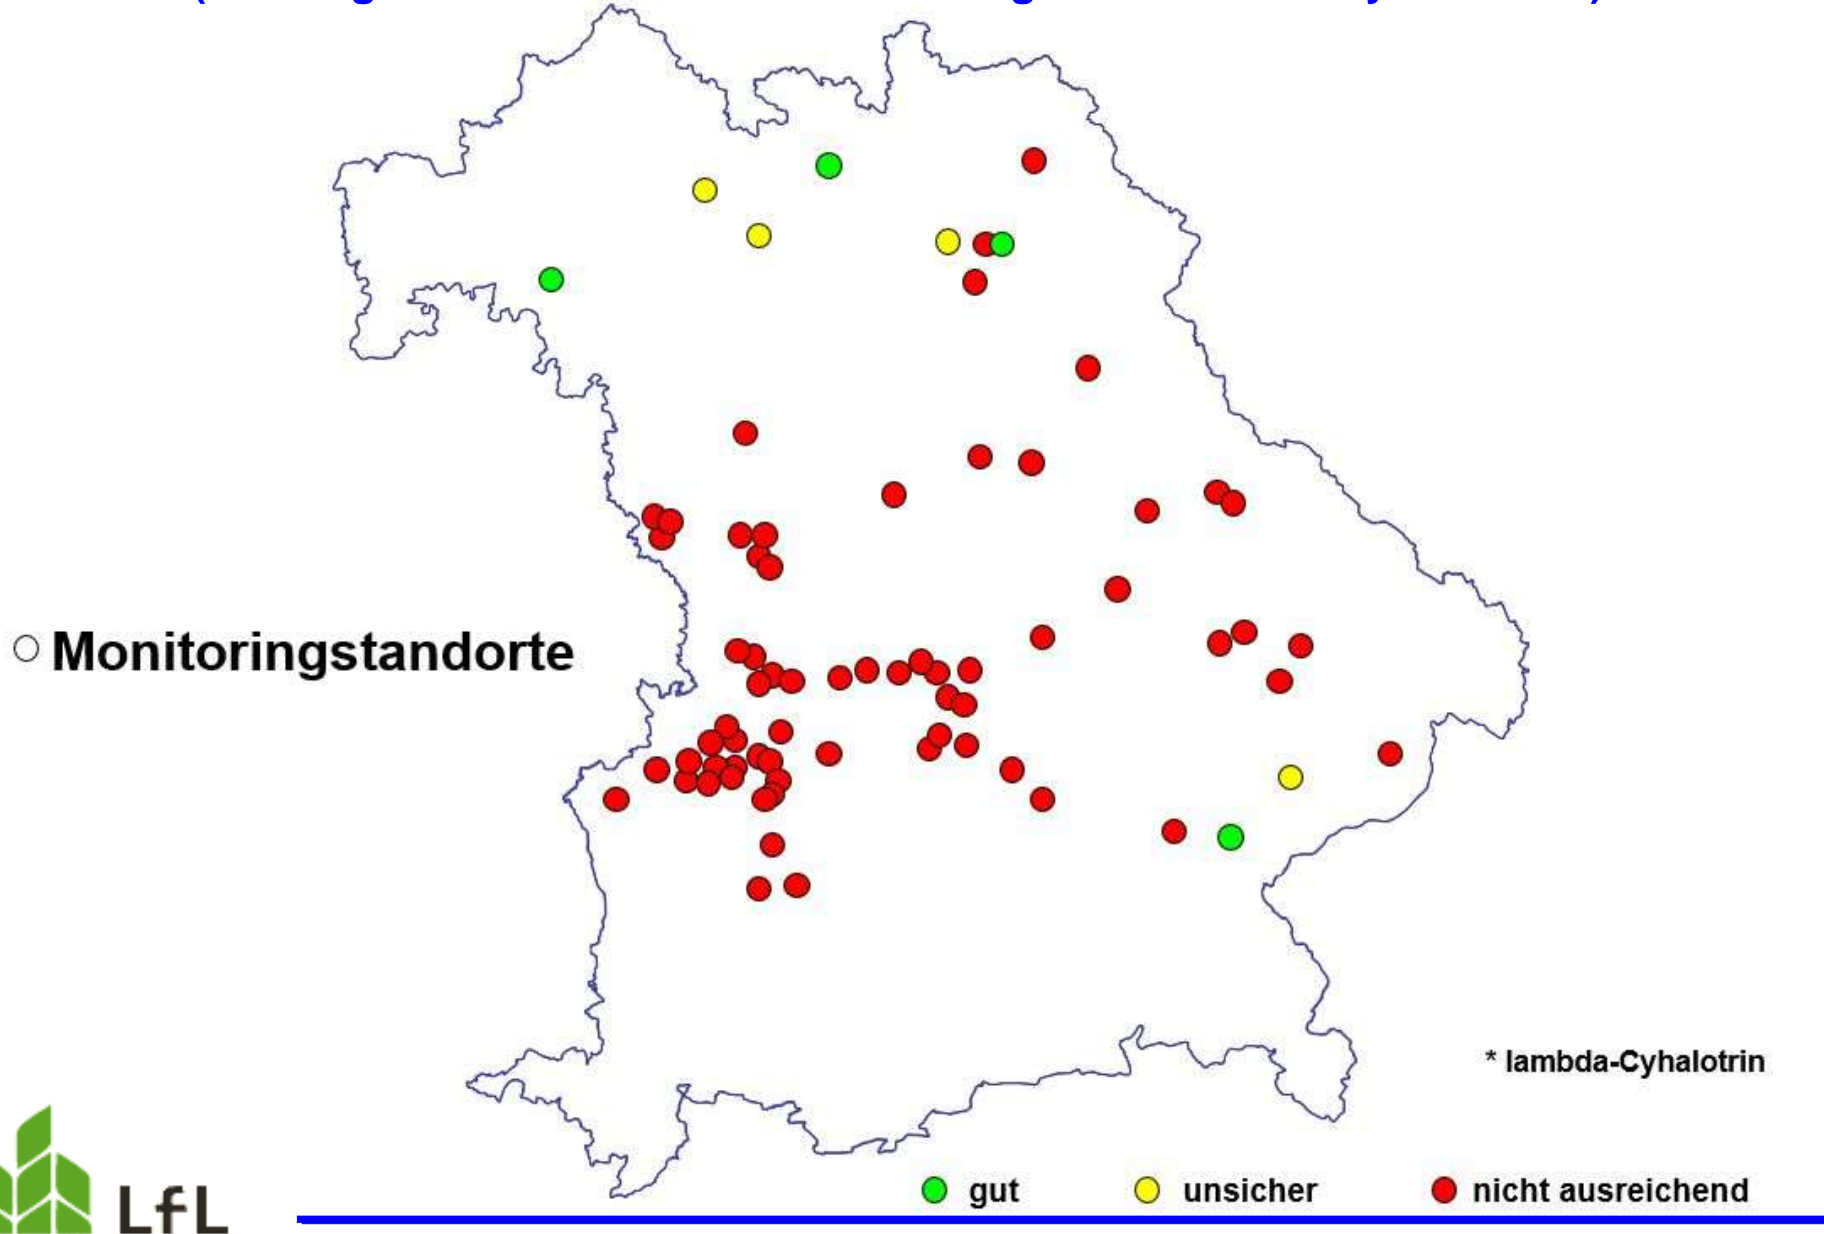 Monitoringstandorte
* lambda-Cyhalotrin
gut
unsicher
nicht ausreichend
LfL